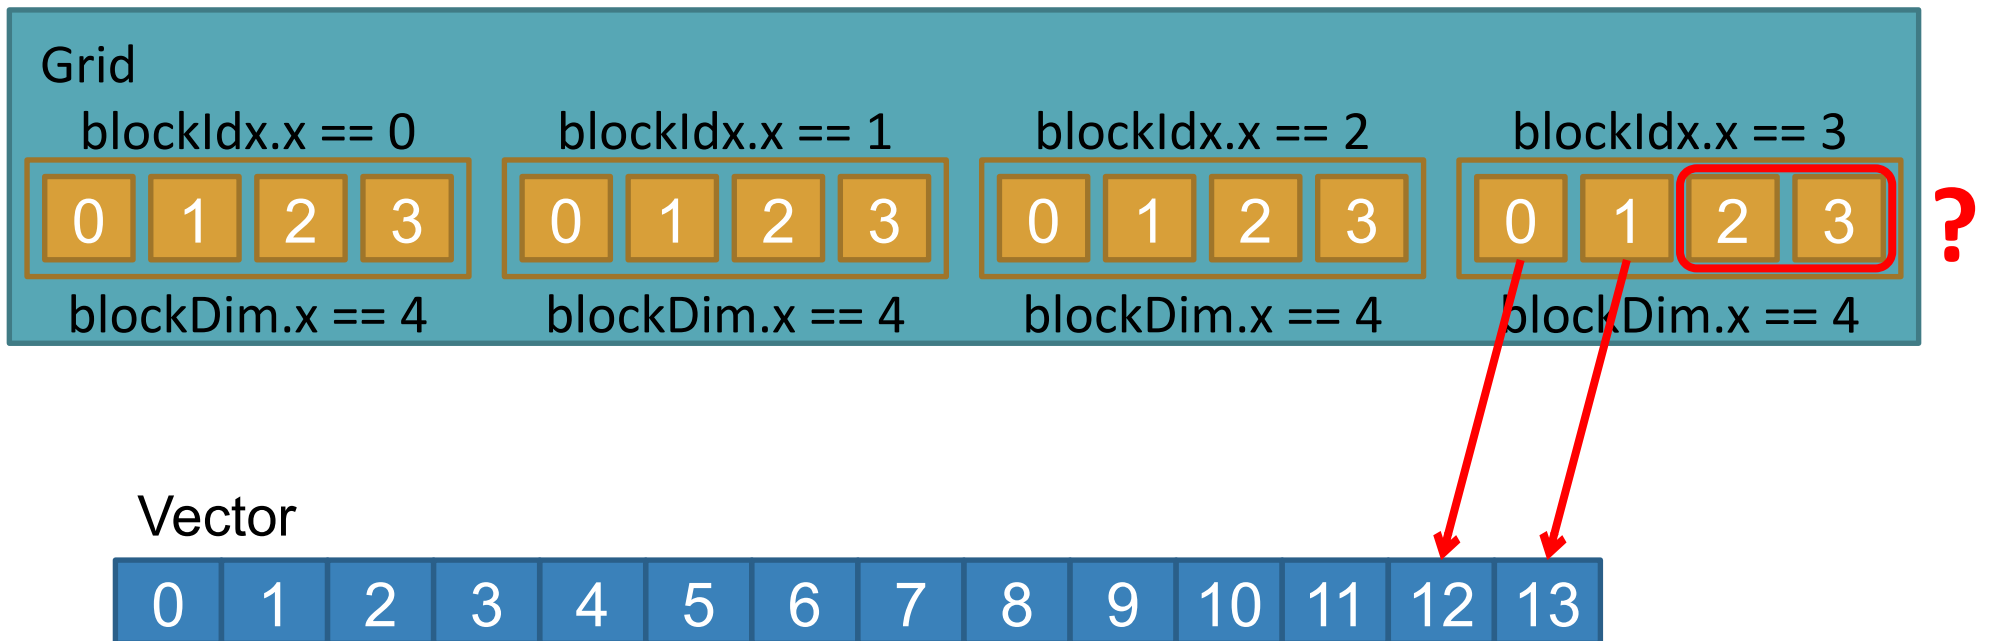 Grid
blockIdx.x == 0 blockIdx.x == 1 blockIdx.x == 2 blockIdx.x == 3
0 1 2 3 0 1 2 3 0 1 2 3 0 1 2 3 ?
blockDim.x == 4 blockDim.x == 4 blockDim.x == 4 blockDim.x == 4
Vector
0 1 2 3 4 5 6 7 8 9 10 11 12 13